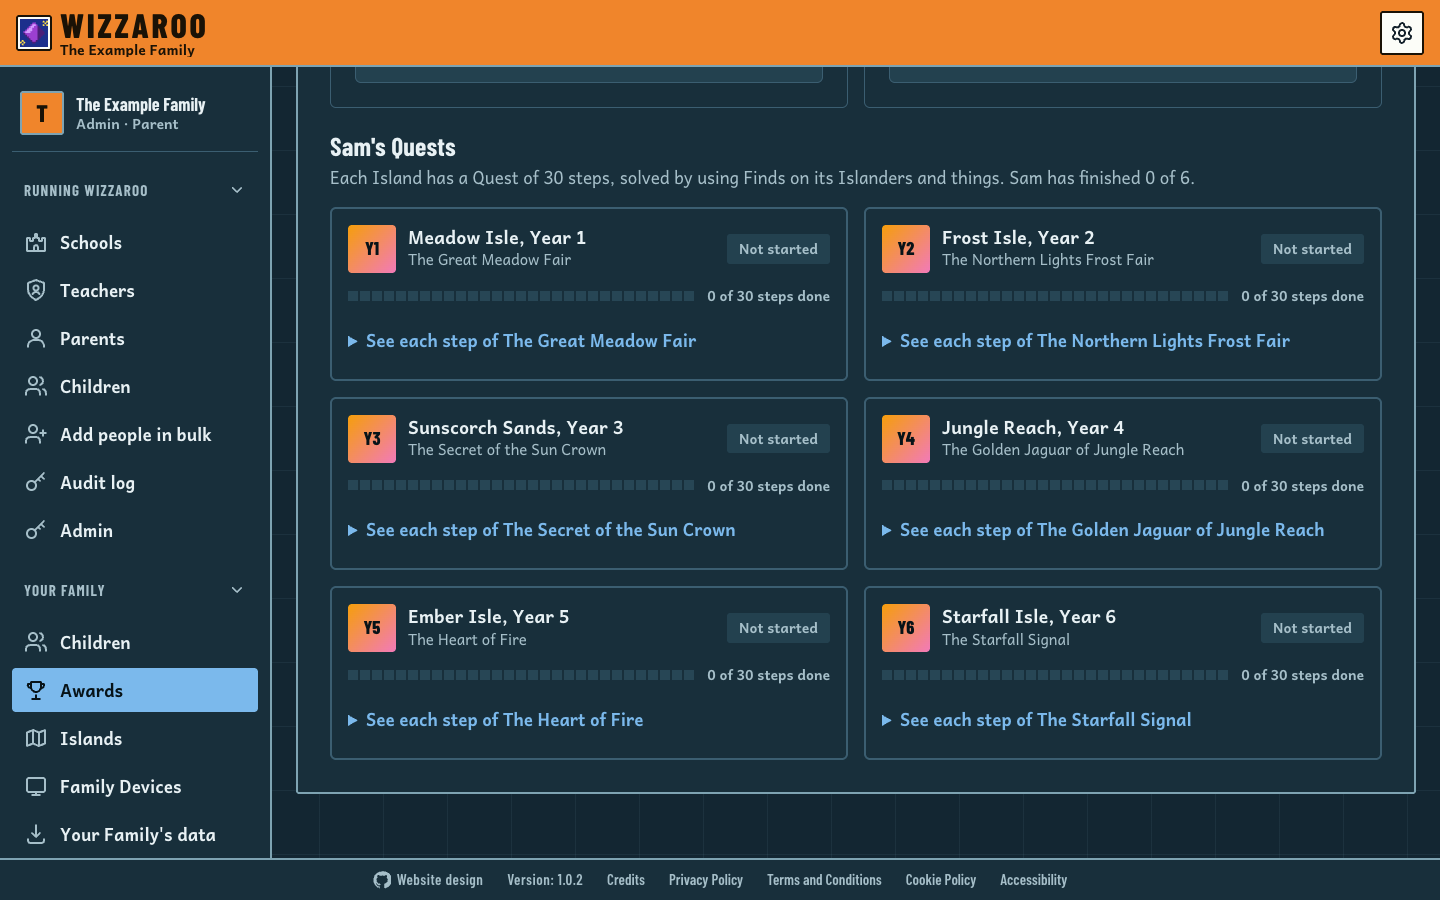 WIZZAROO
The Example Family
T
The Example Family
Admin · Parent
RUNNING WIZZAROO
Schools
Teachers
Parents
Children
Add people in bulk
Audit log
Admin
YOUR FAMILY
Children
Awards
Islands
Family Devices
Your Family's data
Sam's Quests
Each Island has a Quest of 30 steps, solved by using Finds on its Islanders and things. Sam has finished 0 of 6.
Y1
Meadow Isle, Year 1
The Great Meadow Fair
Not started
0 of 30 steps done
See each step of The Great Meadow Fair
Y2
Frost Isle, Year 2
The Northern Lights Frost Fair
Not started
0 of 30 steps done
See each step of The Northern Lights Frost Fair
Y3
Sunscorch Sands, Year 3
The Secret of the Sun Crown
Not started
0 of 30 steps done
See each step of The Secret of the Sun Crown
Y4
Jungle Reach, Year 4
The Golden Jaguar of Jungle Reach
Not started
0 of 30 steps done
See each step of The Golden Jaguar of Jungle Reach
Y5
Ember Isle, Year 5
The Heart of Fire
Not started
0 of 30 steps done
See each step of The Heart of Fire
Y6
Starfall Isle, Year 6
The Starfall Signal
Not started
0 of 30 steps done
See each step of The Starfall Signal
Website design
Version: 1.0.2
Credits
Privacy Policy
Terms and Conditions
Cookie Policy
Accessibility